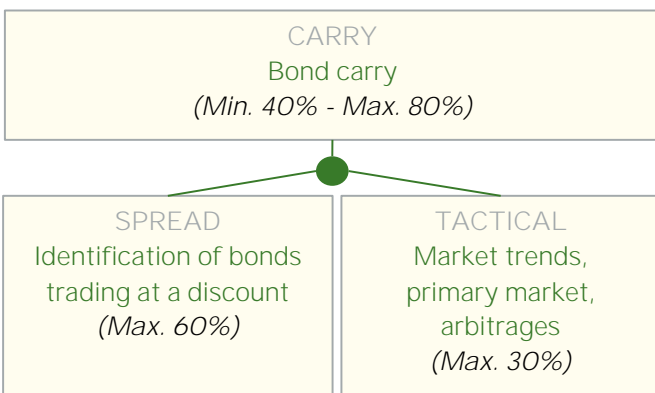 CARRY
Bond carry
(Min. 40% - Max. 80%)
SPREAD
Identification of bonds
trading at a discount
(Max. 60%)
TACTICAL
Market trends,
primary market,
arbitrages
(Max. 30%)